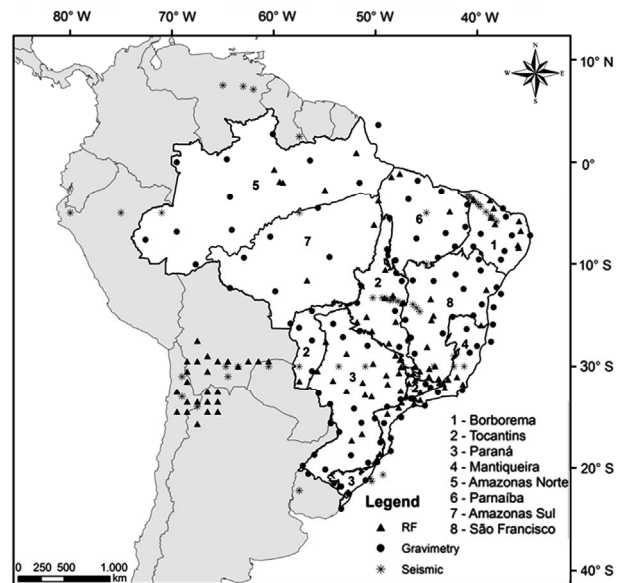 80° W 70° W 60° W 50° W 40° W
N
W E
S
10° N
0°
10° S
30° S
20° S
40° S
5
6
1
7
2
8
2
4
3
3
1 - Borborema
2 - Tocantins
3 - Paraná
4 - Mantiqueira
5 - Amazonas Norte
6 - Parnaíba
7 - Amazonas Sul
8 - São Francisco
Legend
RF
Gravimetry
Seismic
0 250 500 1.000
km